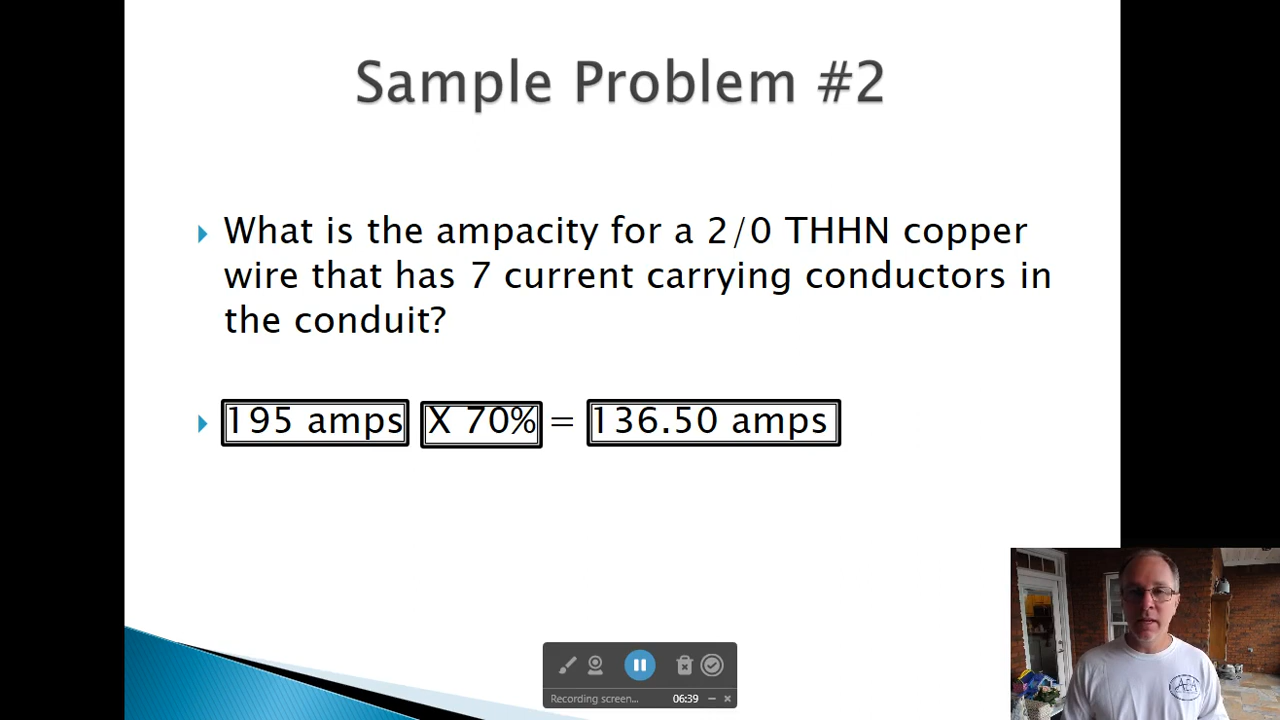 Sample Problem #2
What is the ampacity for a 2/0 THHN copper
wire that has 7 current carrying conductors in
the conduit?
195 amps X 70% = 136.50 amps
Recording screen... 06:39